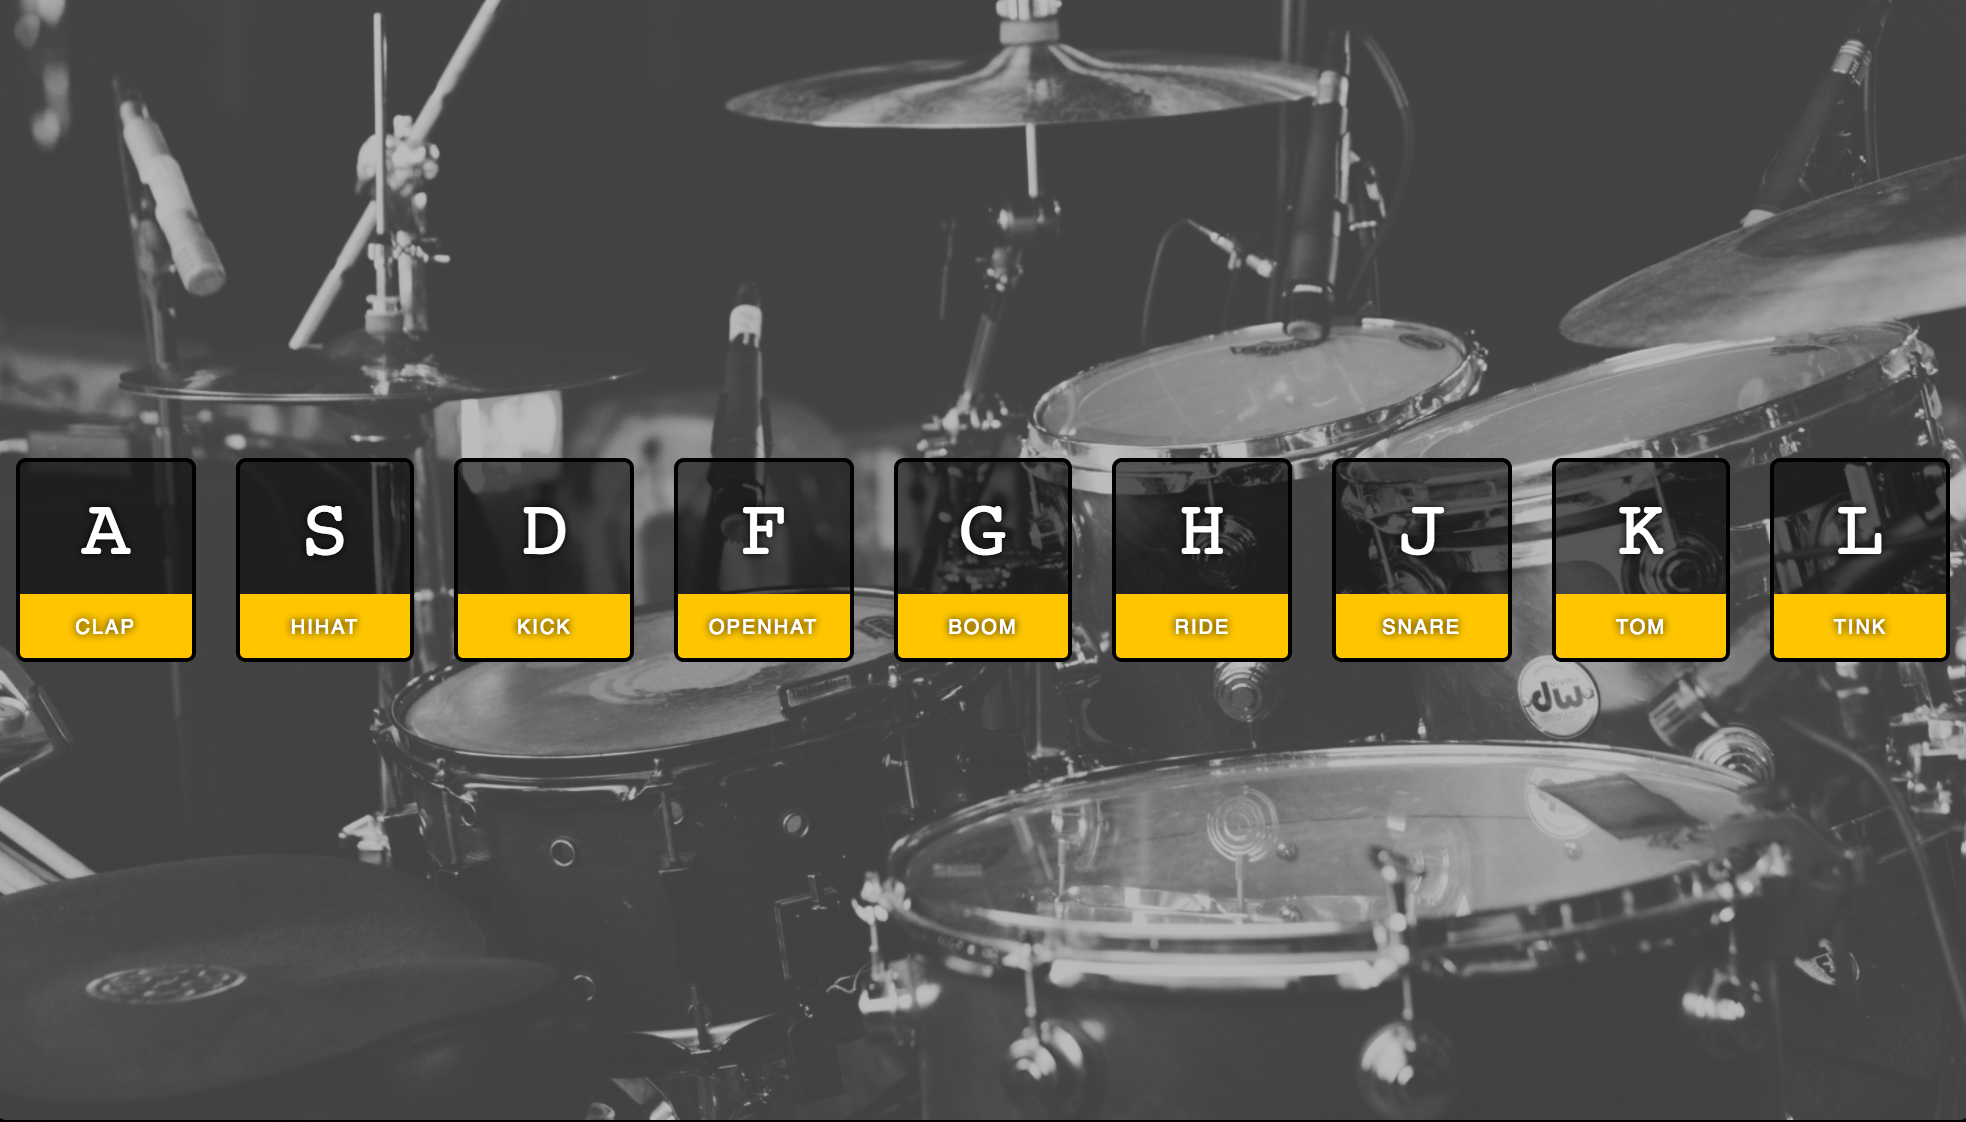 A S D F G H J K L
CLAP HIHAT KICK OPENHAT BOOM RIDE SNARE TOM TINK
dw